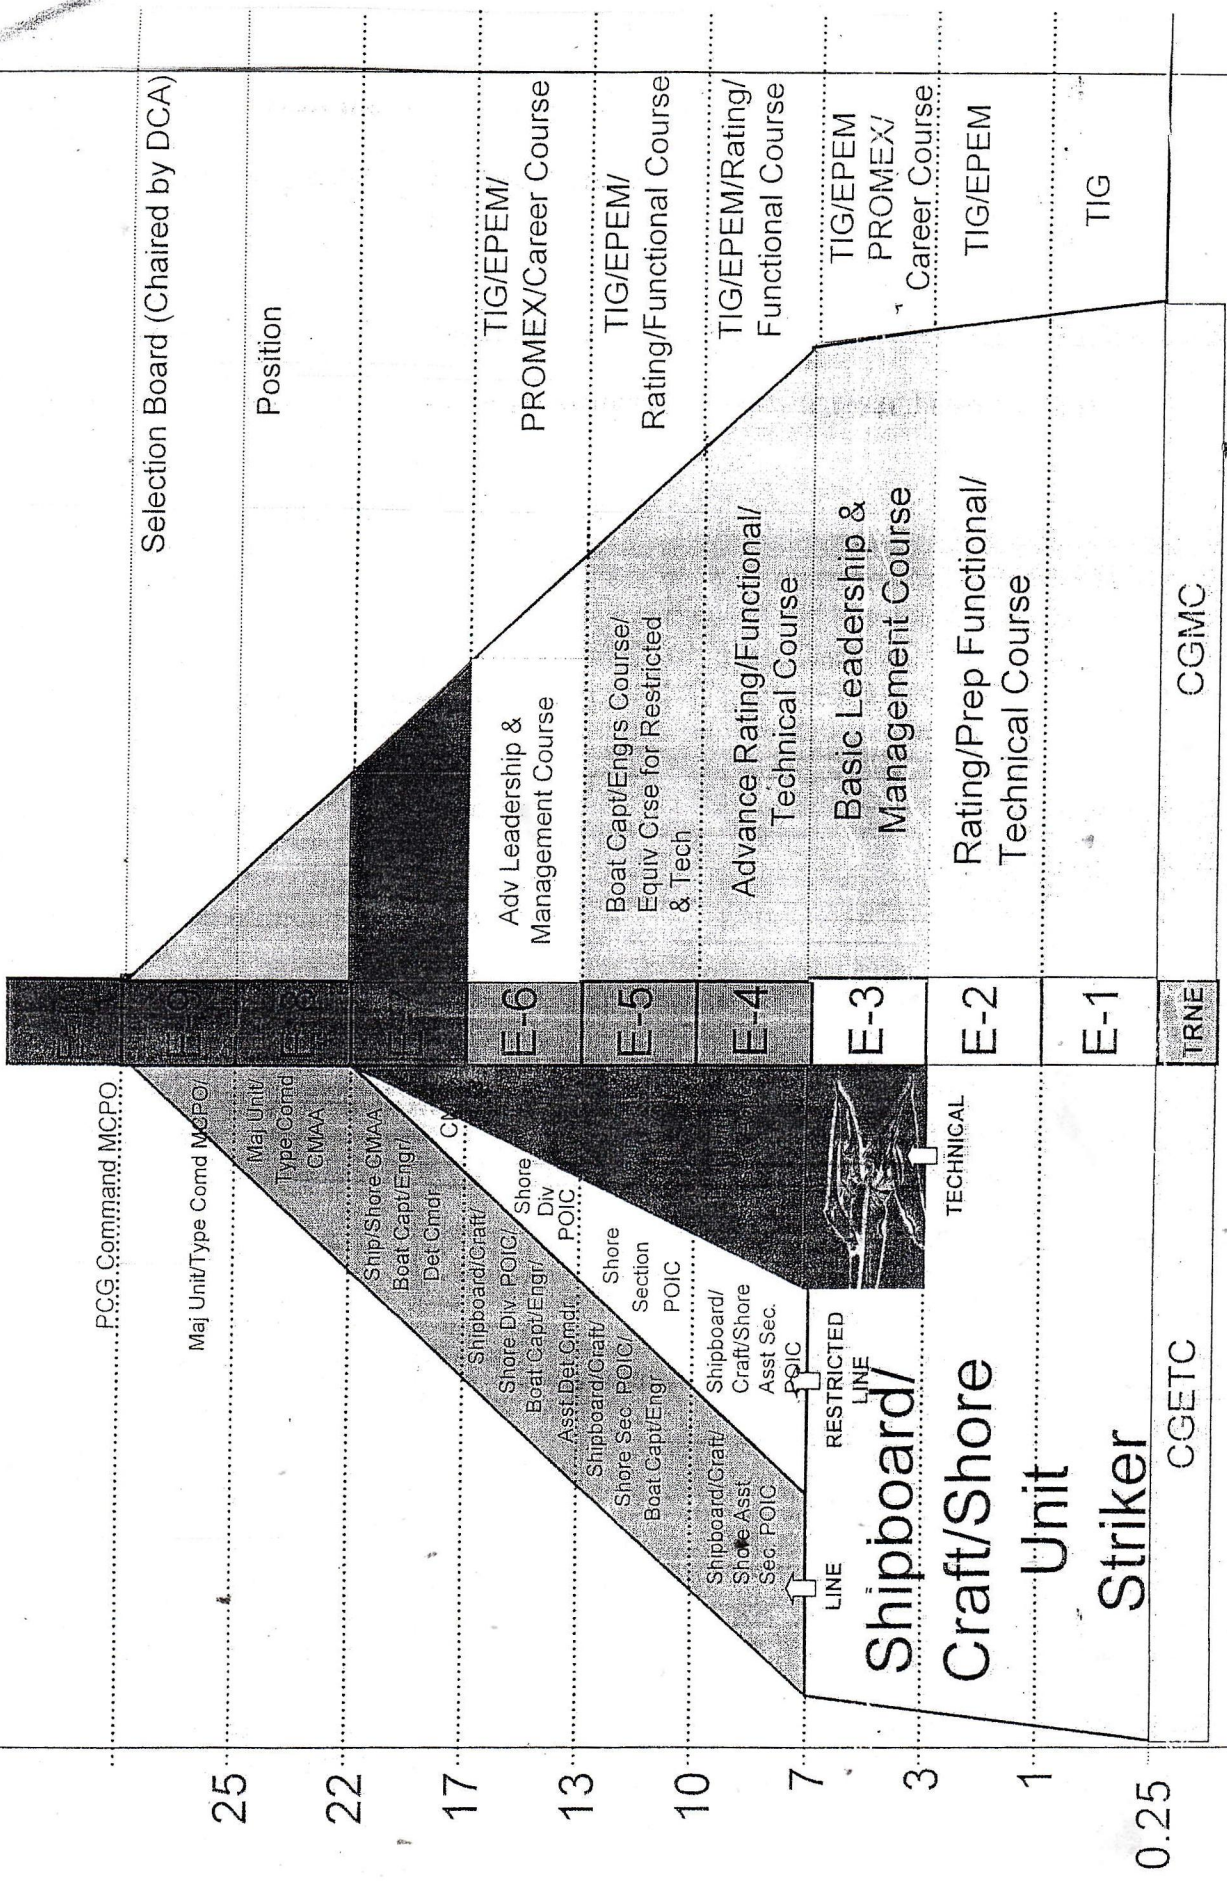 PCG Command MCPO
Selection Board (Chaired by DCA)
25
Maj Unit/Type Comd MCPO/
E-9
Position
22
Maj Unit/
Type Comd
CMAA
E-8
17
Ship/Shore CMAA
Boat Capt/Engr/
Det Cmdr
13
Shipboard/Craft/
Shore Div. POIC/
Boat Capt/Engr/
Asst Det Cmdr
Shore
Div
POIC
E-6
Adv Leadership &
Management Course
TIG/EPEM/
PROMEX/Career Course
10
Shipboard/Craft/
Shore Sec. POIC/
Boat Capt/Engr
Shore
Section
POIC
E-5
Boat Capt/Engrs Course/
Equiv Crse for Restricted
& Tech
TIG/EPEM/
Rating/Functional Course
7
Shipboard/Craft/
Shore Asst
Sec. POIC
Shipboard/
Craft/Shore
Asst Sec.
POIC
E-4
Advance Rating/Functional/
Technical Course
TIG/EPEM/Rating/
Functional Course
LINE
RESTRICTED
LINE
TECHNICAL
3
E-3
Basic Leadership &
Management Course
TIG/EPEM
PROMEX/
Career Course
Shipboard/
Craft/Shore
Unit
Striker
1
E-2
Rating/Prep Functional/
Technical Course
TIG/EPEM
0.25
E-1
TIG
CGETC
TRNE
CGMC